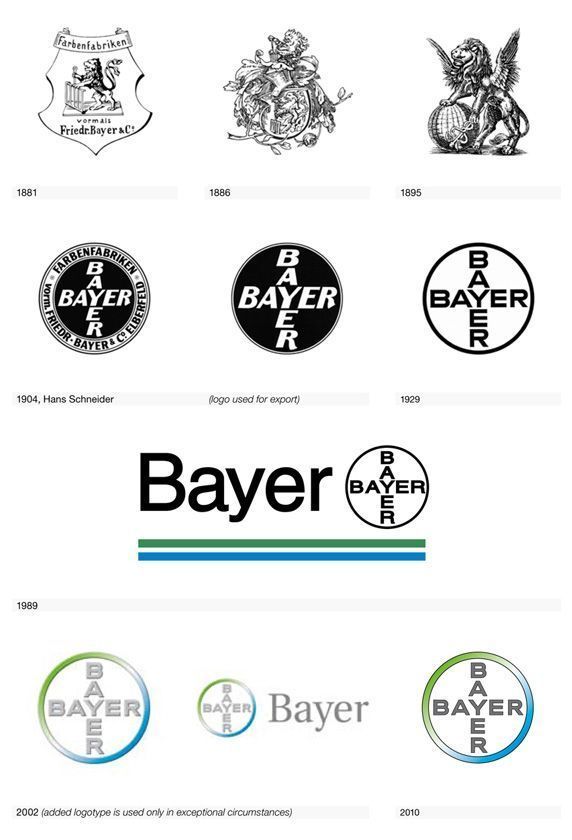 Farbenfabriken
vormals
Friedr. Bayer & Cº
1881
1886
1895
FARBENFABRIKEN
vorm. FRIEDR. BAYER & Cº ELBERFELD
BAYER
BAYER
BAYER
BAYER
BAYER
BAYER
1904, Hans Schneider
(logo used for export)
1929
Bayer
BAYER
BAYER
1989
BAYER
BAYER
BAYER
BAYER
Bayer
BAYER
BAYER
2002 (added logotype is used only in exceptional circumstances)
2010